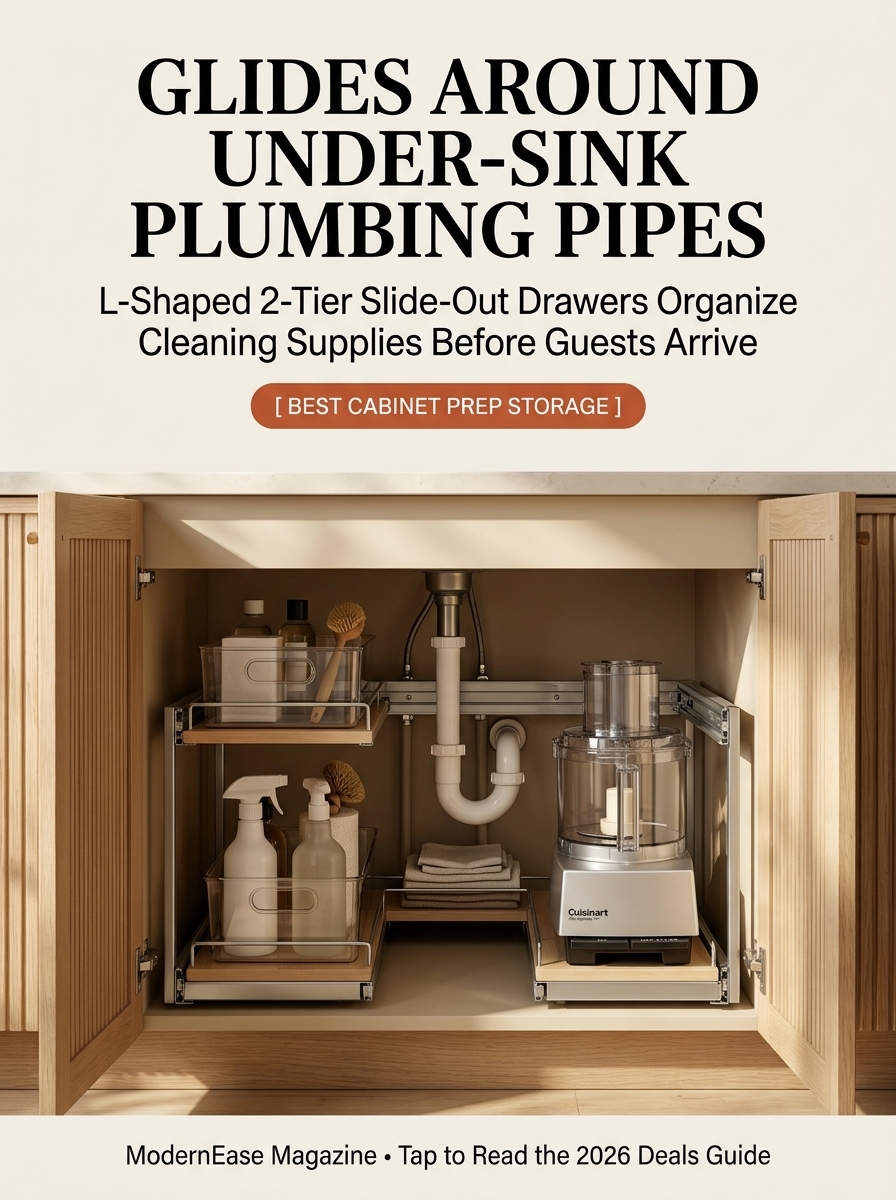 GLIDES AROUND
UNDER-SINK
PLUMBING PIPES
L-Shaped 2-Tier Slide-Out Drawers Organize
Cleaning Supplies Before Guests Arrive
[ BEST CABINET PREP STORAGE ]
Cuisinart
ModernEase Magazine • Tap to Read the 2026 Deals Guide